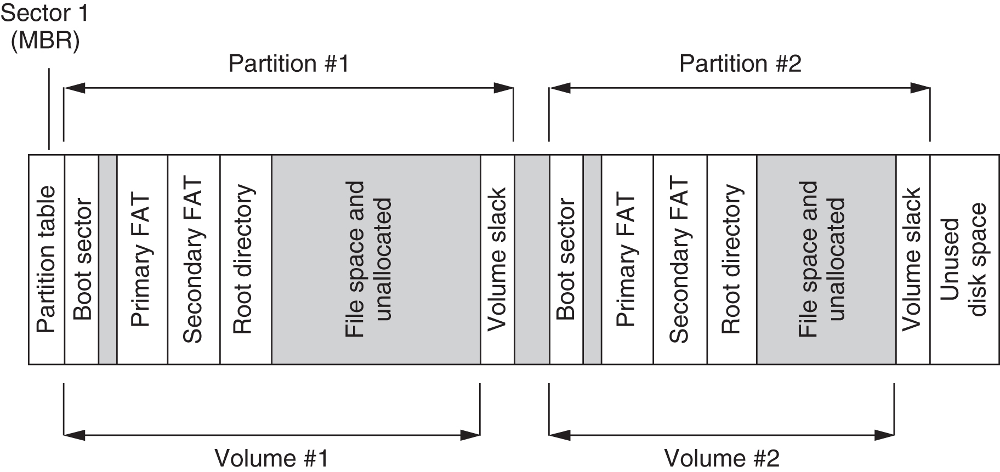 Sector 1
(MBR)
Partition #1
Partition #2
Partition table
Boot sector
Primary FAT
Secondary FAT
Root directory
File space and
unallocated
Volume slack
Boot sector
Primary FAT
Secondary FAT
Root directory
File space and
unallocated
Volume slack
Unused
disk space
Volume #1
Volume #2